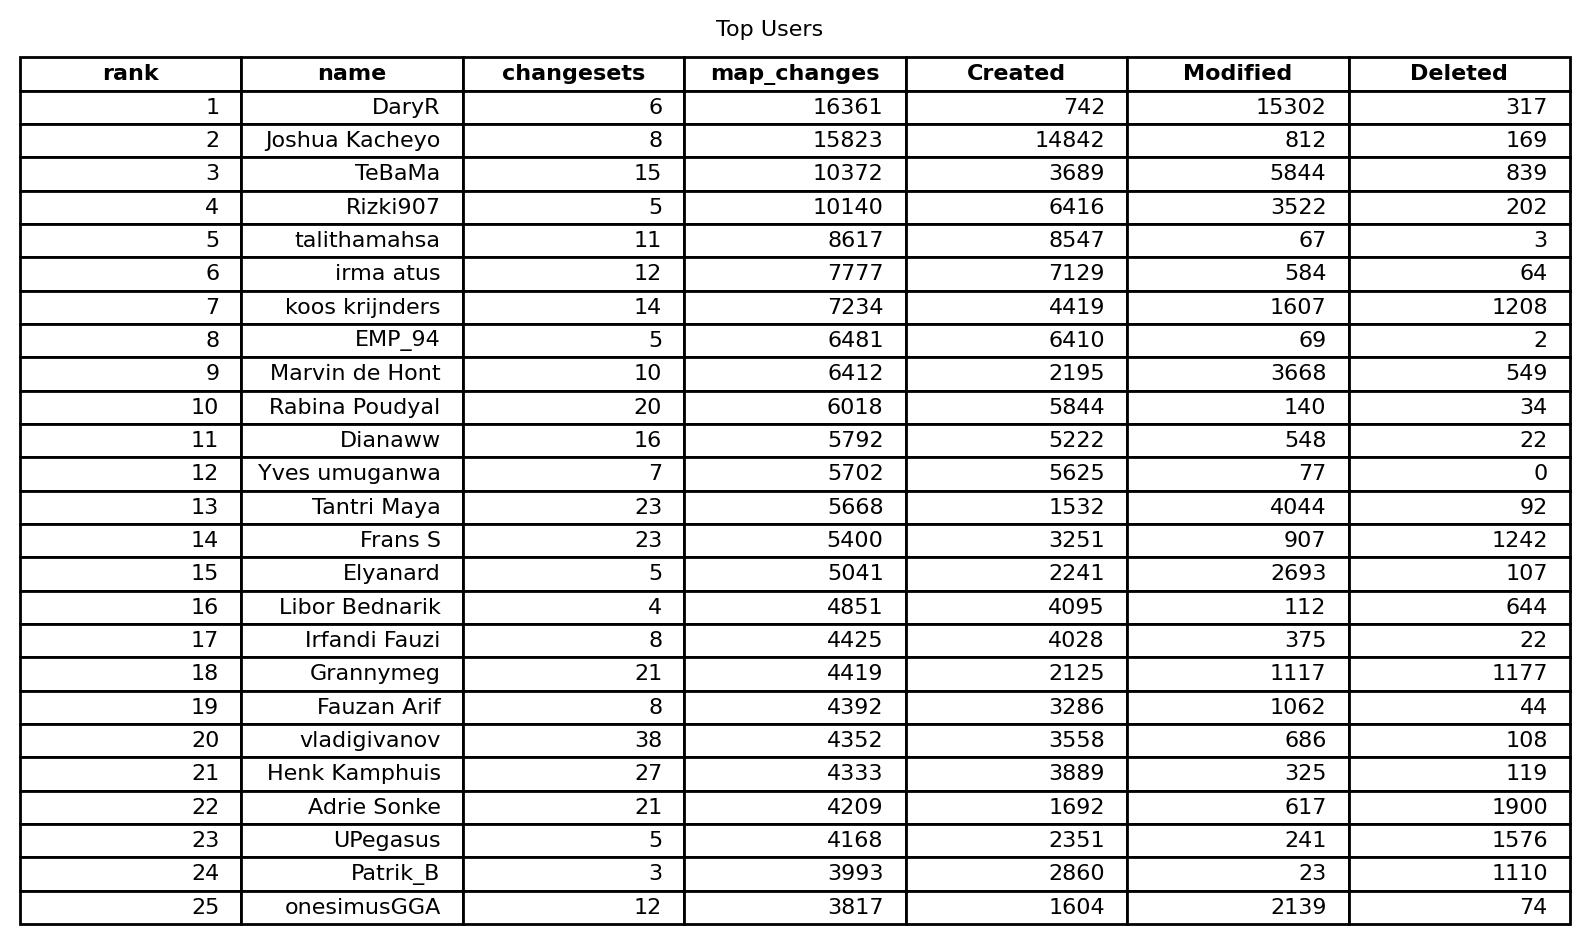 Top Users
rank name changesets map_changes Created Modified Deleted
1 DaryR 6 16361 742 15302 317
2 Joshua Kacheyo 8 15823 14842 812 169
3 TeBaMa 15 10372 3689 5844 839
4 Rizki907 5 10140 6416 3522 202
5 talithamahsa 11 8617 8547 67 3
6 irma atus 12 7777 7129 584 64
7 koos krijnders 14 7234 4419 1607 1208
8 EMP_94 5 6481 6410 69 2
9 Marvin de Hont 10 6412 2195 3668 549
10 Rabina Poudyal 20 6018 5844 140 34
11 Dianaww 16 5792 5222 548 22
12 Yves umuganwa 7 5702 5625 77 0
13 Tantri Maya 23 5668 1532 4044 92
14 Frans S 23 5400 3251 907 1242
15 Elyanard 5 5041 2241 2693 107
16 Libor Bednarik 4 4851 4095 112 644
17 Irfandi Fauzi 8 4425 4028 375 22
18 Grannymeg 21 4419 2125 1117 1177
19 Fauzan Arif 8 4392 3286 1062 44
20 vladigivanov 38 4352 3558 686 108
21 Henk Kamphuis 27 4333 3889 325 119
22 Adrie Sonke 21 4209 1692 617 1900
23 UPegasus 5 4168 2351 241 1576
24 Patrik_B 3 3993 2860 23 1110
25 onesimusGGA 12 3817 1604 2139 74